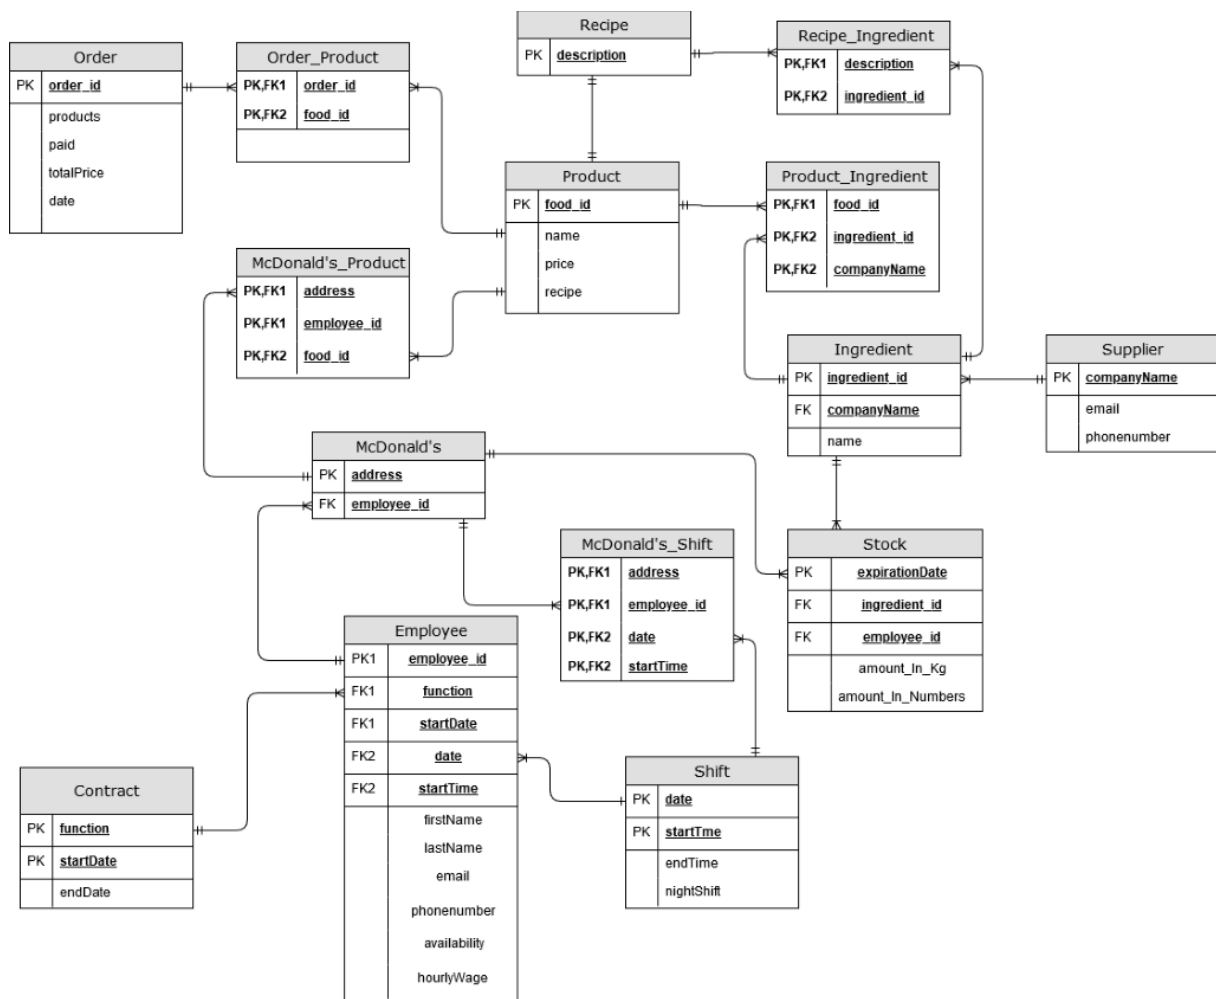 Order
PK order_id
products
paid
totalPrice
date
Order_Product
PK,FK1 order_id
PK,FK2 food_id
Recipe
PK description
Recipe_Ingredient
PK,FK1 description
PK,FK2 ingredient_id
Product
PK food_id
name
price
recipe
Product_Ingredient
PK,FK1 food_id
PK,FK2 ingredient_id
PK,FK2 companyName
McDonald's_Product
PK,FK1 address
PK,FK1 employee_id
PK,FK2 food_id
Ingredient
PK ingredient_id
FK companyName
name
Supplier
PK companyName
email
phonenumber
McDonald's
PK address
FK employee_id
McDonald's_Shift
PK,FK1 address
PK,FK1 employee_id
PK,FK2 date
PK,FK2 startTime
Stock
PK expirationDate
FK ingredient_id
FK employee_id
amount_In_Kg
amount_In_Numbers
Employee
PK1 employee_id
FK1 function
FK1 startDate
FK2 date
FK2 startTime
firstName
lastName
email
phonenumber
availability
hourlyWage
Contract
PK function
PK startDate
endDate
Shift
PK date
PK startTme
endTime
nightShift